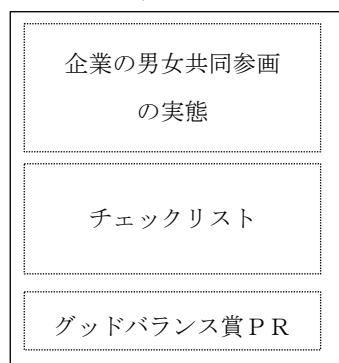 企業の男女共同参画
の実態
チェックリスト
グッドバランス賞ＰＲ